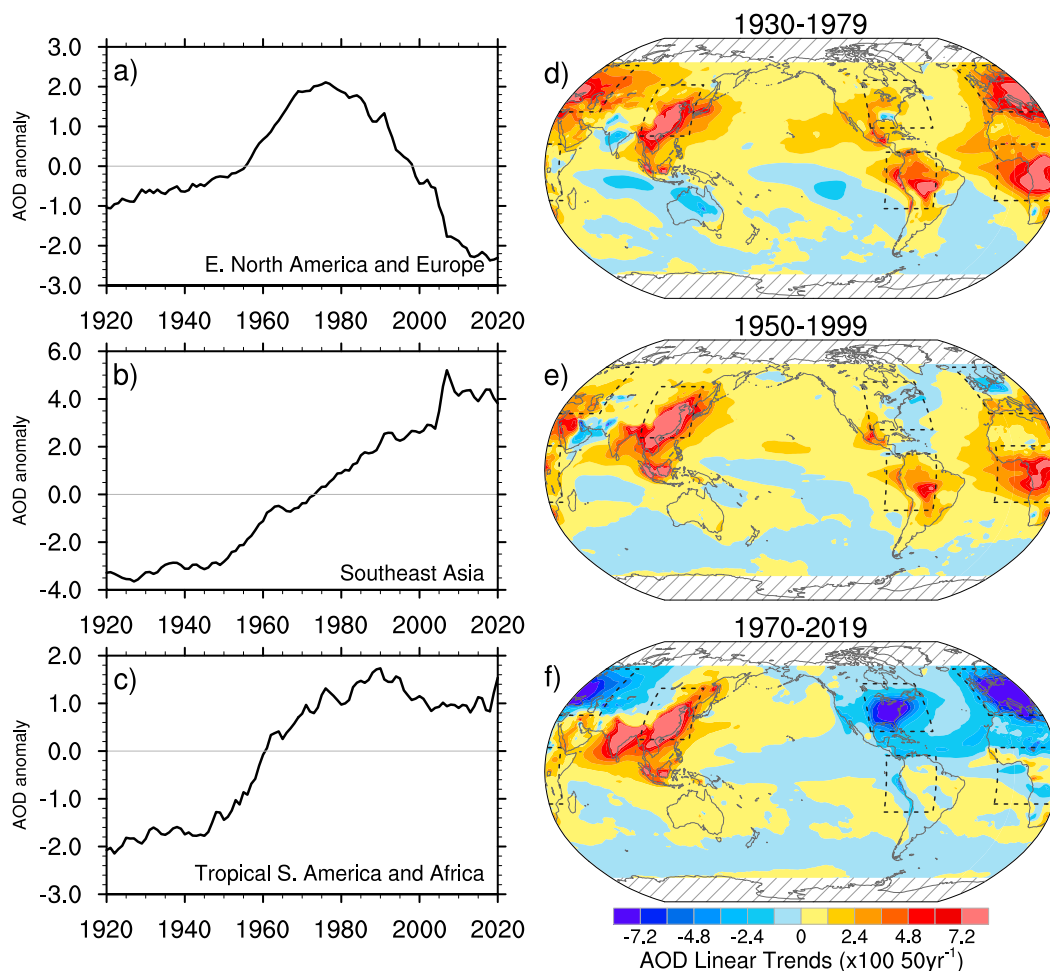 a)
3.0
2.0
1.0
0.0
-1.0
-2.0
-3.0
AOD anomaly
E. North America and Europe
1920 1940 1960 1980 2000 2020
b)
6.0
4.0
2.0
0.0
-2.0
-4.0
AOD anomaly
Southeast Asia
1920 1940 1960 1980 2000 2020
c)
2.0
1.0
0.0
-1.0
-2.0
-3.0
AOD anomaly
Tropical S. America and Africa
1920 1940 1960 1980 2000 2020
1930-1979
d)
1950-1999
e)
1970-2019
f)
-7.2 -4.8 -2.4 0 2.4 4.8 7.2
AOD Linear Trends (x100 50yr⁻¹)